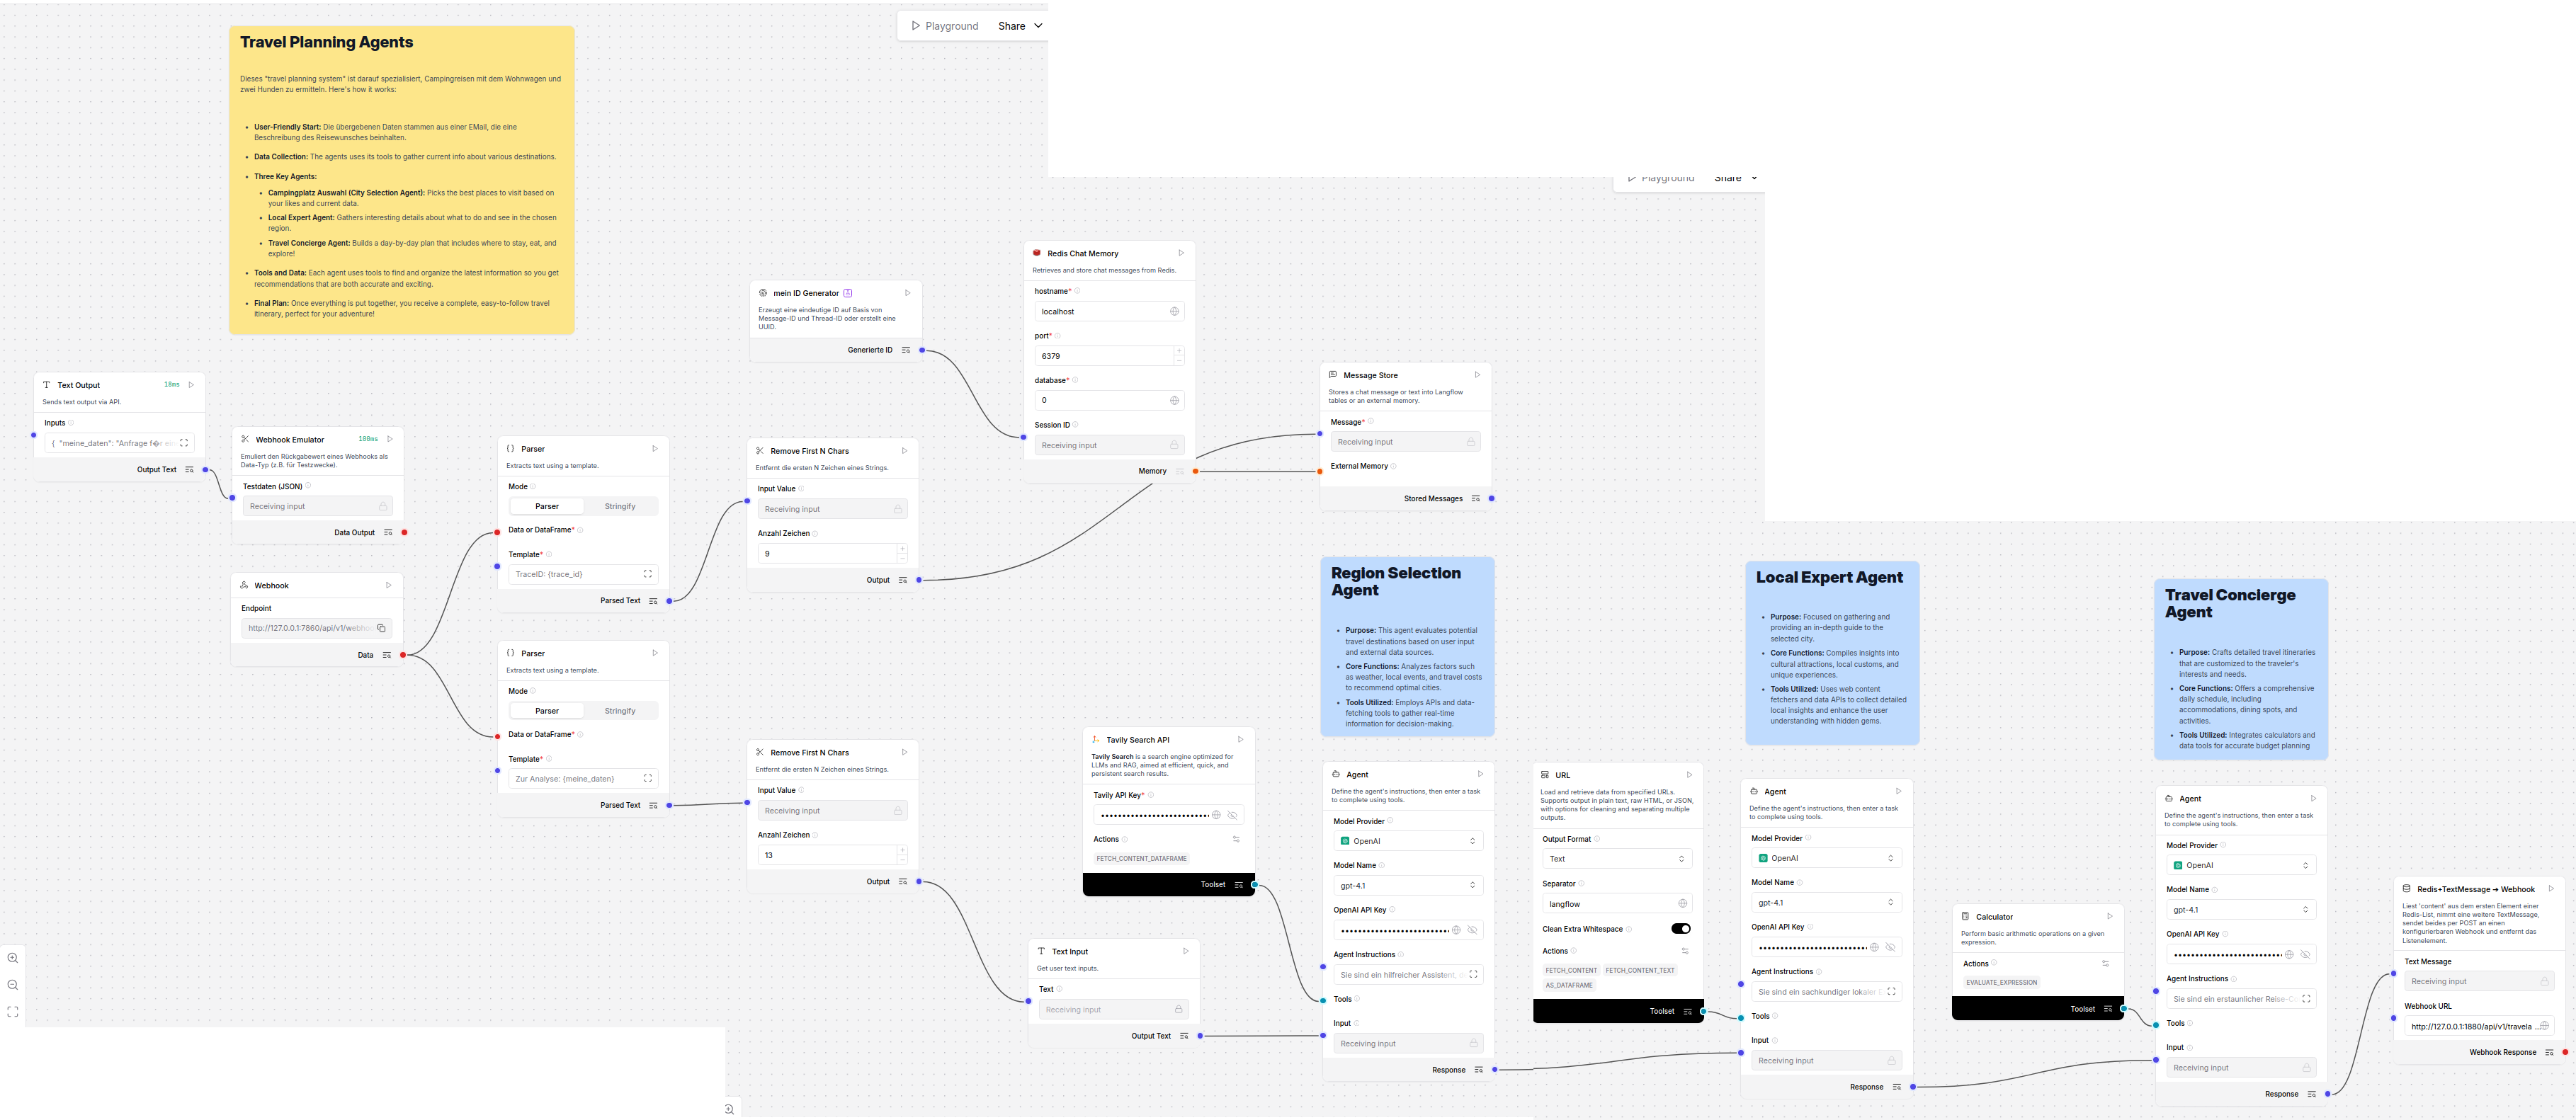 Playground Share
Travel Planning Agents
Dieses "travel planning system" ist darauf spezialisiert, Campingreisen mit dem Wohnwagen und
zwei Hunden zu ermitteln. Here's how it works:
User-Friendly Start: Die übergebenen Daten stammen aus einer EMail, die eine
Beschreibung des Reisewunsches beinhalten.
Data Collection: The agents uses its tools to gather current info about various destinations.
Three Key Agents:
Campingplatz Auswahl (City Selection Agent): Picks the best places to visit based on
your likes and current data.
Local Expert Agent: Gathers interesting details about what to do and see in the chosen
region.
Travel Concierge Agent: Builds a day-by-day plan that includes where to stay, eat, and
explore!
Tools and Data: Each agent uses tools to find and organize the latest information so you get
recommendations that are both accurate and exciting.
Final Plan: Once everything is put together, you receive a complete, easy-to-follow travel
itinerary, perfect for your adventure!
Playground Share
Text Output 18ms
Sends text output via API.
Inputs
{ "meine_daten": "Anfrage f�r ein
Output Text
Webhook Emulator 100ms
Emuliert den Rückgabewert eines Webhooks als
Data-Typ (z.B. für Testzwecke).
Testdaten (JSON)
Receiving input
Data Output
Webhook
Endpoint
http://127.0.0.1:7860/api/v1/webhoo
Data
Parser
Extracts text using a template.
Mode
Parser Stringify
Data or DataFrame*
Template*
TraceID: {trace_id}
Parsed Text
Parser
Extracts text using a template.
Mode
Parser Stringify
Data or DataFrame*
Template*
Zur Analyse: {meine_daten}
Parsed Text
mein ID Generator
Erzeugt eine eindeutige ID auf Basis von
Message-ID und Thread-ID oder erstellt eine
UUID.
Generierte ID
Remove First N Chars
Entfernt die ersten N Zeichen eines Strings.
Input Value
Receiving input
Anzahl Zeichen
9
Output
Remove First N Chars
Entfernt die ersten N Zeichen eines Strings.
Input Value
Receiving input
Anzahl Zeichen
13
Output
Redis Chat Memory
Retrieves and store chat messages from Redis.
hostname*
localhost
port*
6379
database*
0
Session ID
Receiving input
Memory
Message Store
Stores a chat message or text into Langflow
tables or an external memory.
Message*
Receiving input
External Memory
Stored Messages
Tavily Search API
Tavily Search is a search engine optimized for
LLMs and RAG, aimed at efficient, quick, and
persistent search results.
Tavily API Key*
Actions
FETCH_CONTENT_DATAFRAME
Toolset
Text Input
Get user text inputs.
Text
Receiving input
Output Text
Region Selection
Agent
Purpose: This agent evaluates potential
travel destinations based on user input
and external data sources.
Core Functions: Analyzes factors such
as weather, local events, and travel costs
to recommend optimal cities.
Tools Utilized: Employs APIs and data-
fetching tools to gather real-time
information for decision-making.
Agent
Define the agent's instructions, then enter a task
to complete using tools.
Model Provider
OpenAI
Model Name
gpt-4.1
OpenAI API Key
Agent Instructions
Sie sind ein hilfreicher Assistent,
Tools
Input
Receiving input
Response
URL
Load and retrieve data from specified URLs.
Supports output in plain text, raw HTML, or JSON,
with options for cleaning and separating multiple
outputs.
Output Format
Text
Separator
langflow
Clean Extra Whitespace
Actions
FETCH_CONTENT FETCH_CONTENT_TEXT
AS_DATAFRAME
Toolset
Local Expert Agent
Purpose: Focused on gathering and
providing an in-depth guide to the
selected city.
Core Functions: Compiles insights into
cultural attractions, local customs, and
unique experiences.
Tools Utilized: Uses web content
fetchers and data APIs to collect detailed
local insights and enhance the user
understanding with hidden gems.
Agent
Define the agent's instructions, then enter a task
to complete using tools.
Model Provider
OpenAI
Model Name
gpt-4.1
OpenAI API Key
Agent Instructions
Sie sind ein sachkundiger lokaler
Tools
Input
Receiving input
Response
Calculator
Perform basic arithmetic operations on a given
expression.
Actions
EVALUATE_EXPRESSION
Toolset
Travel Concierge
Agent
Purpose: Crafts detailed travel itineraries
that are customized to the traveler's
interests and needs.
Core Functions: Offers a comprehensive
daily schedule, including
accommodations, dining spots, and
activities.
Tools Utilized: Integrates calculators and
data tools for accurate budget planning
Agent
Define the agent's instructions, then enter a task
to complete using tools.
Model Provider
OpenAI
Model Name
gpt-4.1
OpenAI API Key
Agent Instructions
Sie sind ein erstaunlicher Reise-C
Tools
Input
Receiving input
Response
Redis+TextMessage ➜ Webhook
Liest 'content' aus dem ersten Element einer
Redis-List, nimmt eine weitere TextMessage,
sendet beides per POST an einen
konfigurierbaren Webhook und entfernt das
Listenelement.
Text Message
Receiving input
Webhook URL
http://127.0.0.1:1880/api/v1/travela ...
Webhook Response